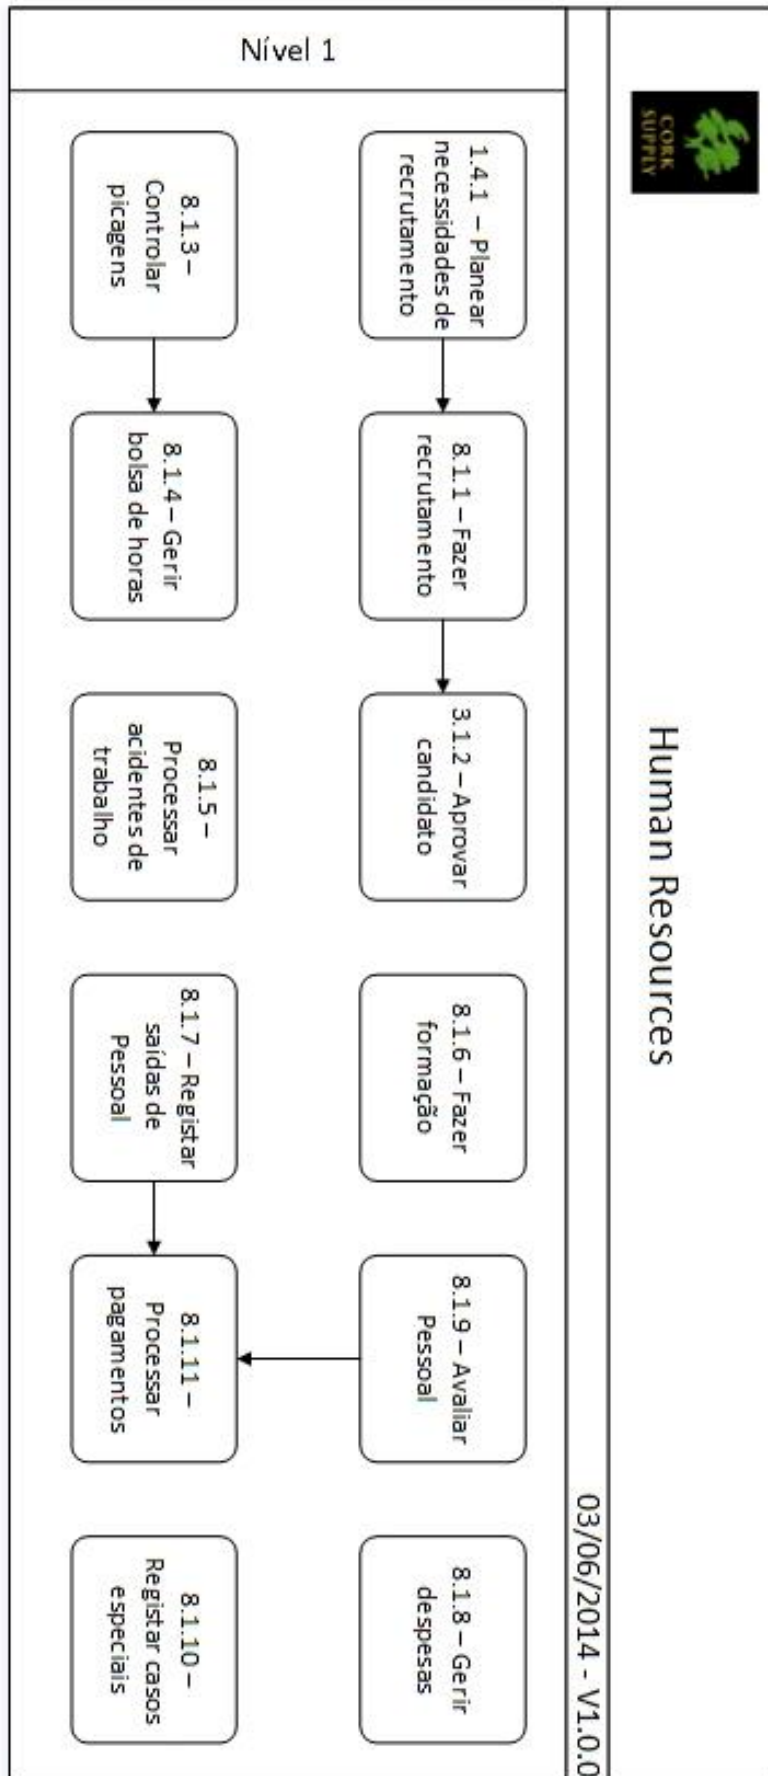 CORK
SUPPLY
Human Resources
03/06/2014 - V1.0.0
Nível 1
1.4.1 – Planear
necessidades de
recrutamento
8.1.1 – Fazer
recrutamento
3.1.2 – Aprovar
candidato
8.1.6 – Fazer
formação
8.1.9 – Avaliar
Pessoal
8.1.8 – Gerir
despesas
8.1.3 –
Controlar
picagens
8.1.4 – Gerir
bolsa de horas
8.1.5 –
Processar
acidentes de
trabalho
8.1.7 – Registar
saídas de
Pessoal
8.1.11 –
Processar
pagamentos
8.1.10 –
Registar casos
especiais